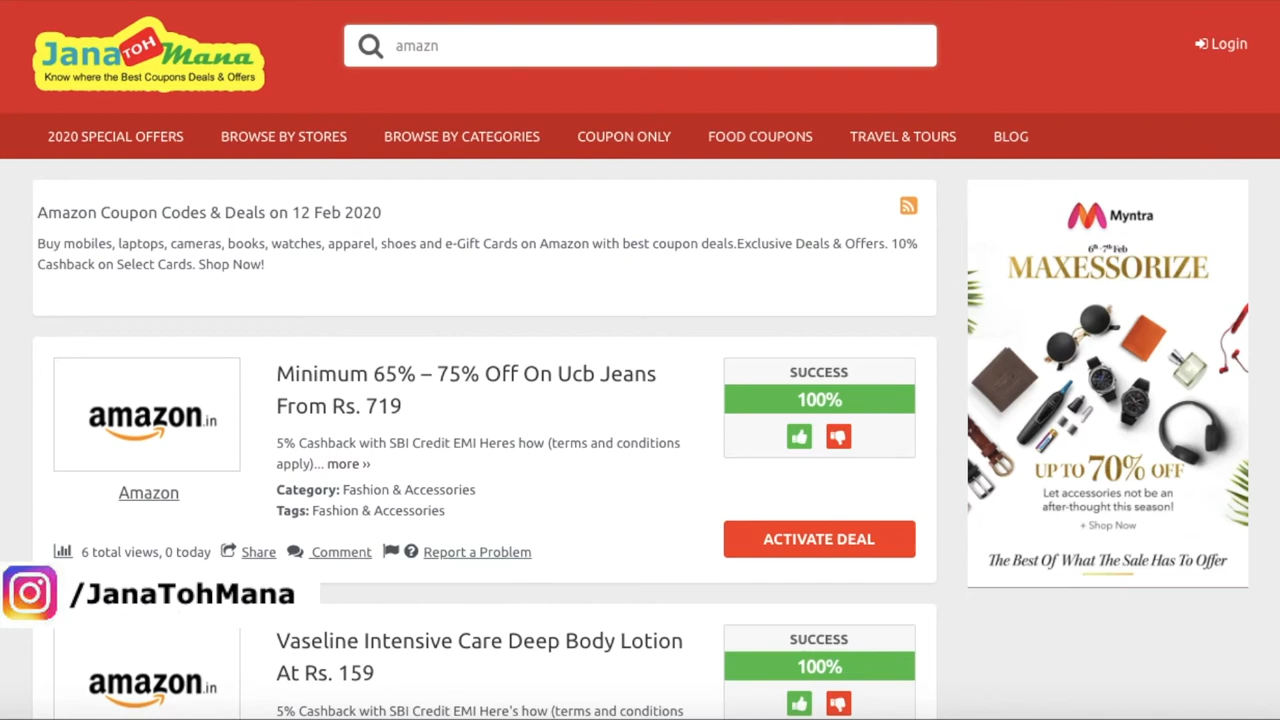 Jana TOH Mana
Know where the Best Coupons Deals & Offers
amazn
Login
2020 SPECIAL OFFERS
BROWSE BY STORES
BROWSE BY CATEGORIES
COUPON ONLY
FOOD COUPONS
TRAVEL & TOURS
BLOG
Amazon Coupon Codes & Deals on 12 Feb 2020
Buy mobiles, laptops, cameras, books, watches, apparel, shoes and e-Gift Cards on Amazon with best coupon deals.Exclusive Deals & Offers. 10%
Cashback on Select Cards. Shop Now!
amazon.in
Amazon
Minimum 65% – 75% Off On Ucb Jeans
From Rs. 719
5% Cashback with SBI Credit EMI Heres how (terms and conditions
apply)... more ››
Category: Fashion & Accessories
Tags: Fashion & Accessories
SUCCESS
100%
ACTIVATE DEAL
6 total views, 0 today
Share
Comment
Report a Problem
/JanaTohMana
amazon.in
Vaseline Intensive Care Deep Body Lotion
At Rs. 159
5% Cashback with SBI Credit EMI Here's how (terms and conditions
SUCCESS
100%
Myntra
6th-7th Feb
MAXESSORIZE
UP TO 70% OFF
Let accessories not be an
after-thought this season!
+ Shop Now
The Best Of What The Sale Has To Offer